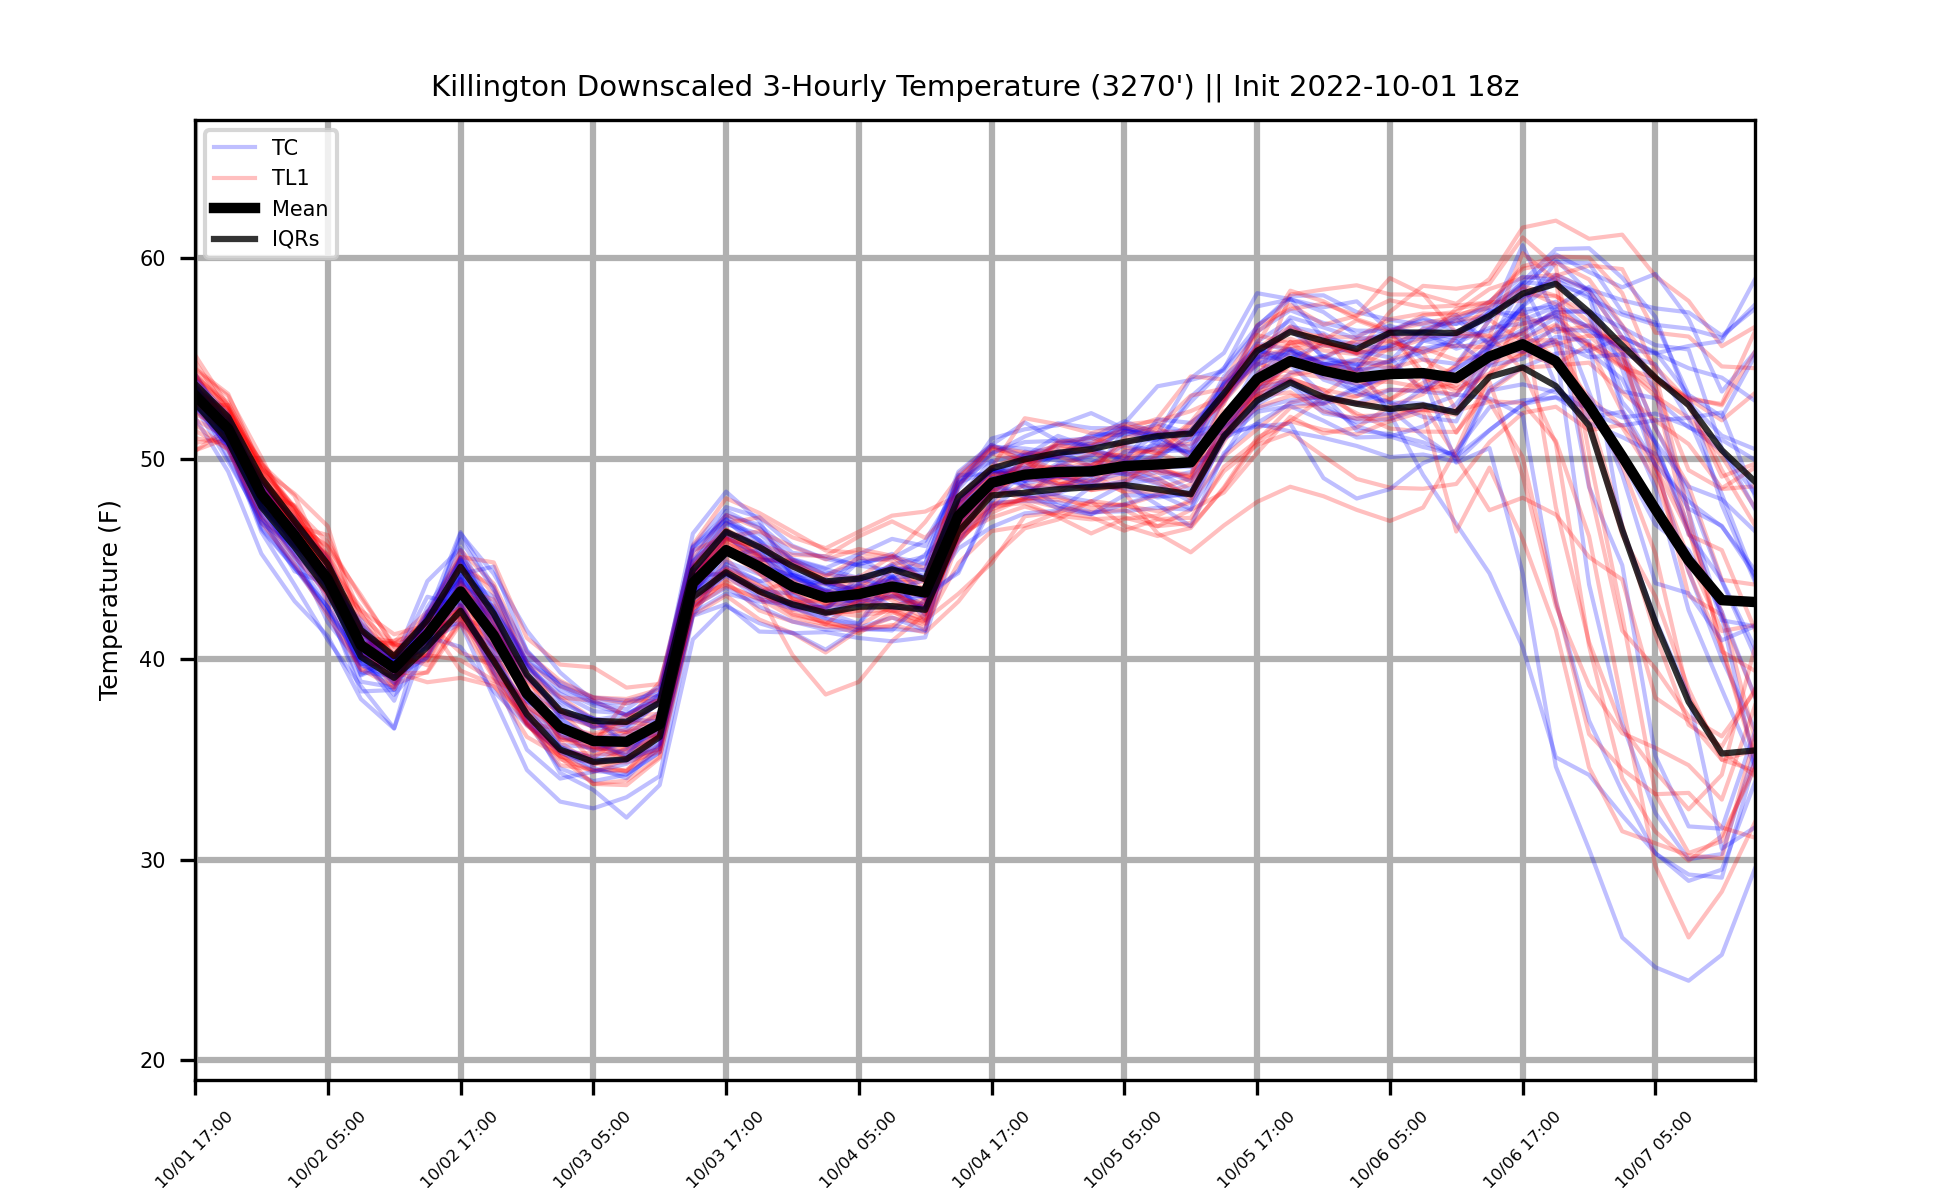 Killington Downscaled 3-Hourly Temperature (3270') || Init 2022-10-01 18z
TC
TL1
Mean
IQRs
Temperature (F)
60
50
40
30
20
10/01 17:00
10/02 05:00
10/02 17:00
10/03 05:00
10/03 17:00
10/04 05:00
10/04 17:00
10/05 05:00
10/05 17:00
10/06 05:00
10/06 17:00
10/07 05:00